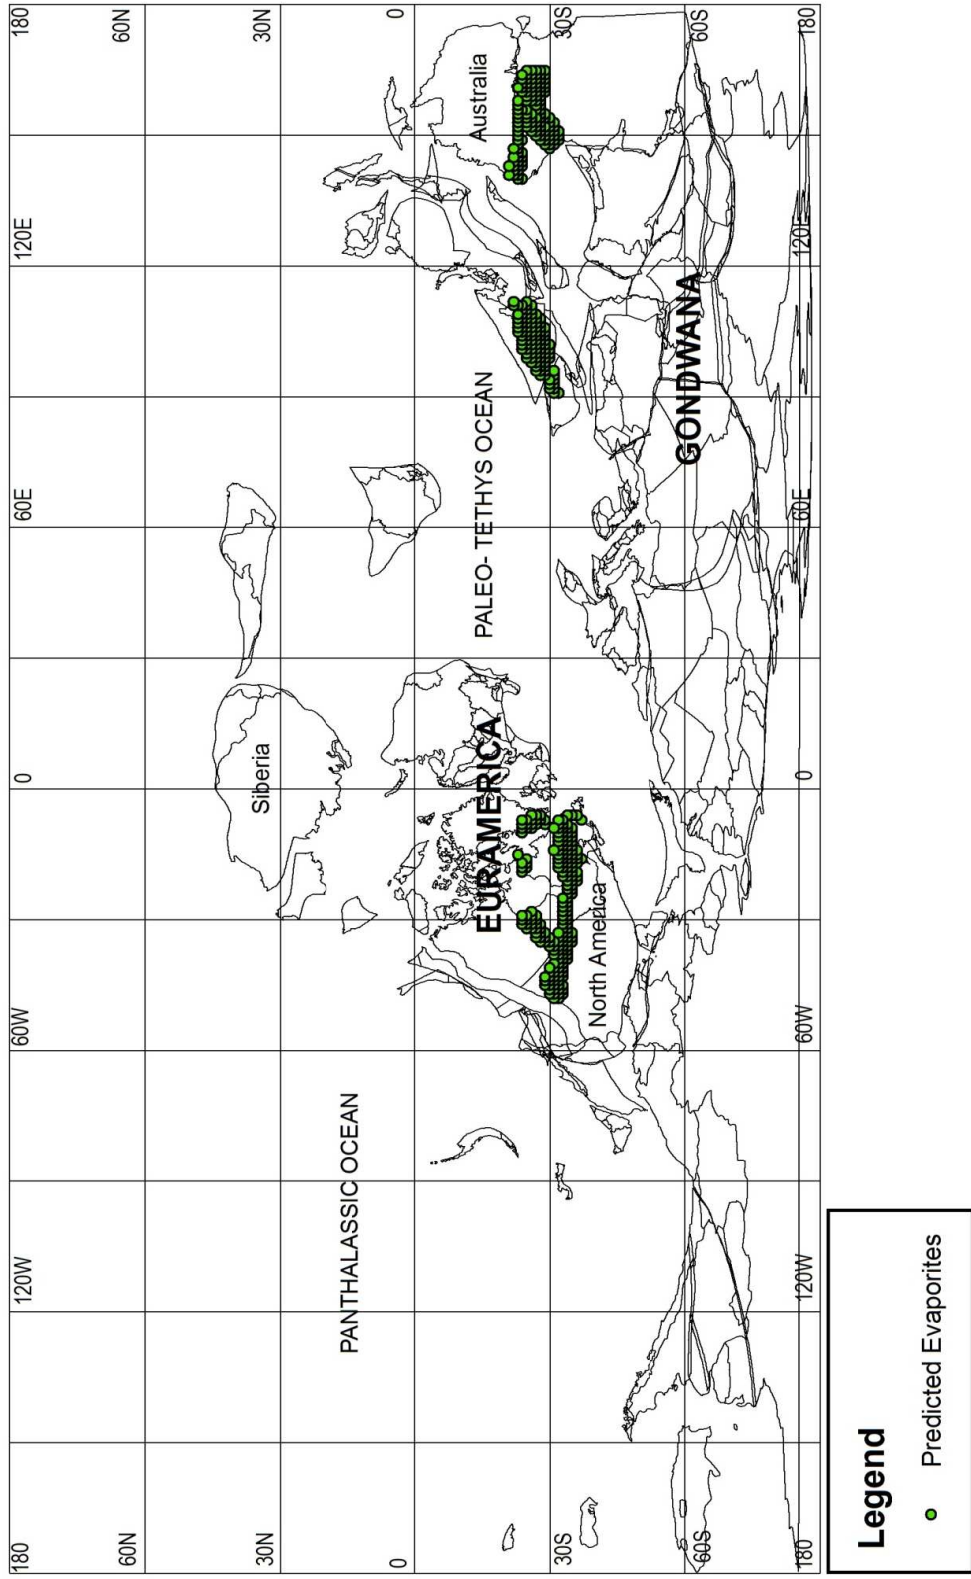 180 120W 60W 0 60E 120E 180
60N 60N
30N 30N
Siberia
PANTHALASSIC OCEAN
0 0
EURAMERICA
PALEO-TETHYS OCEAN
Australia
30S 30S
North America
GONDWANA
60S 60S
180 120W 60W 0 60E 120E 180
Legend
Predicted Evaporites